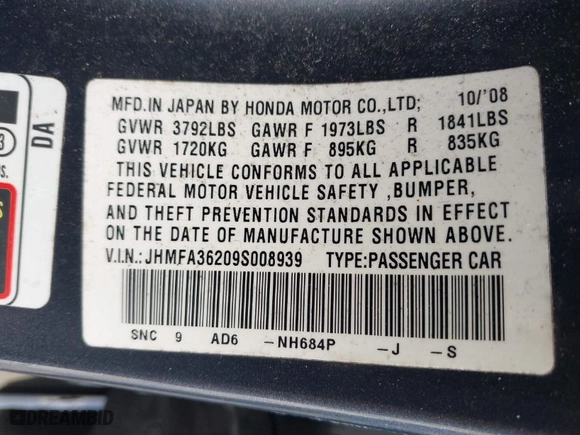 MFD.IN JAPAN BY HONDA MOTOR CO.,LTD; 10/'08
GVWR 3792LBS GAWR F 1973LBS R 1841LBS
GVWR 1720KG GAWR F 895KG R 835KG
THIS VEHICLE CONFORMS TO ALL APPLICABLE
FEDERAL MOTOR VEHICLE SAFETY ,BUMPER,
AND THEFT PREVENTION STANDARDS IN EFFECT
ON THE DATE OF MANUFACTURE SHOWN ABOVE.
V.I.N.:JHMFA36209S008939 TYPE:PASSENGER CAR
SNC 9 AD6 -NH684P -J -S
DA
DREAMBID